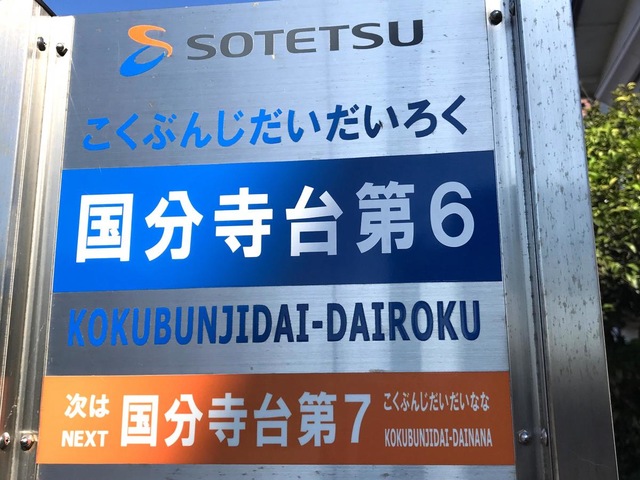 SOTETSU
こくぶんじだいだいろく
国分寺台第6
KOKUBUNJIDAI-DAIROKU
次は 国分寺台第7 こくぶんじだいだいなな
NEXT KOKUBUNJIDAI-DAINANA